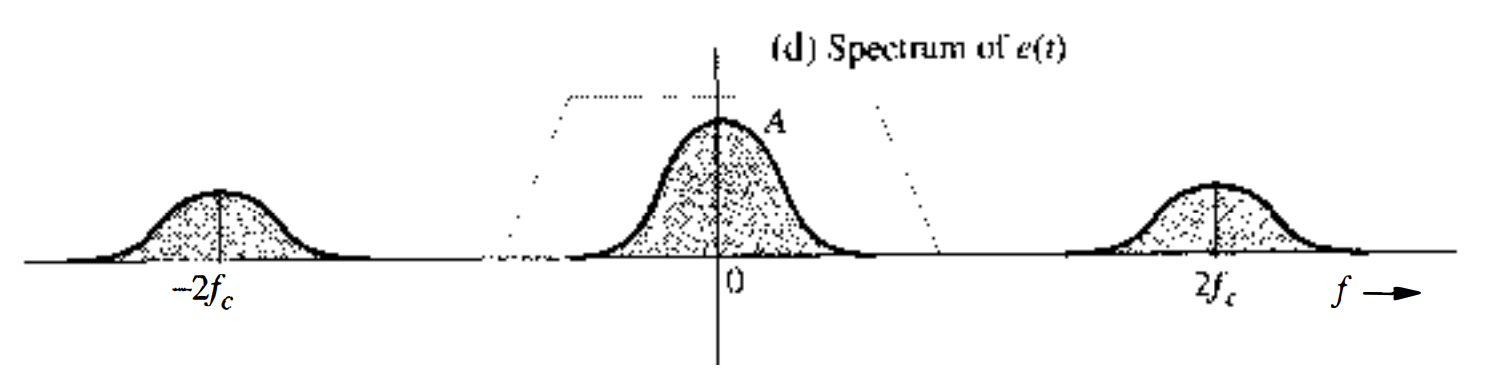 (d) Spectrum of e(t)
A
−2f_c
0
2f_c
f